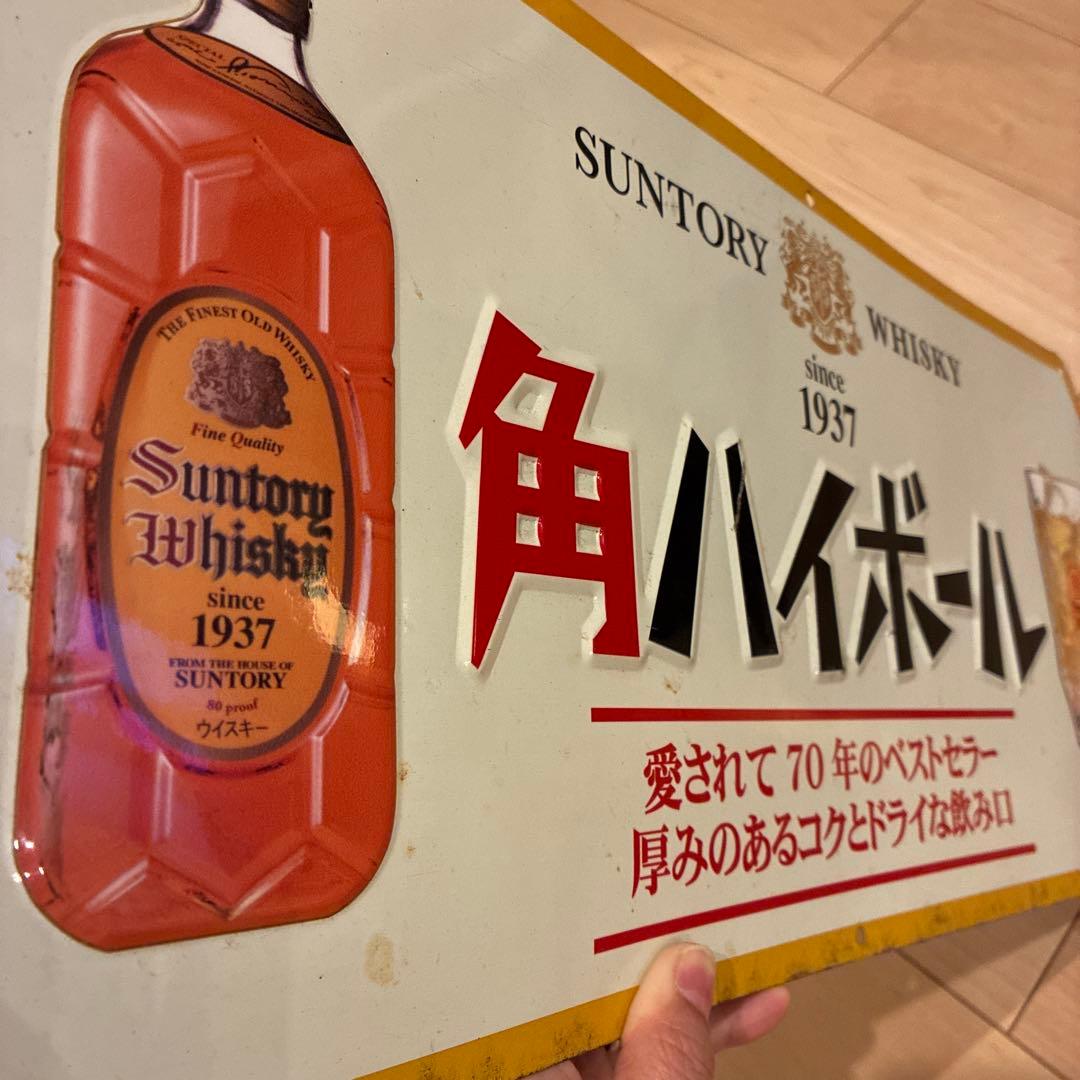 SPECIAL
THE FINEST OLD WHISKY
Fine Quality
Suntory
Whisky
since
1937
FROM THE HOUSE OF
SUNTORY
80 proof
ウイスキー
SUNTORY WHISKY
since
1937
角ハイボール
愛されて70年のベストセラー
厚みのあるコクとドライな飲み口